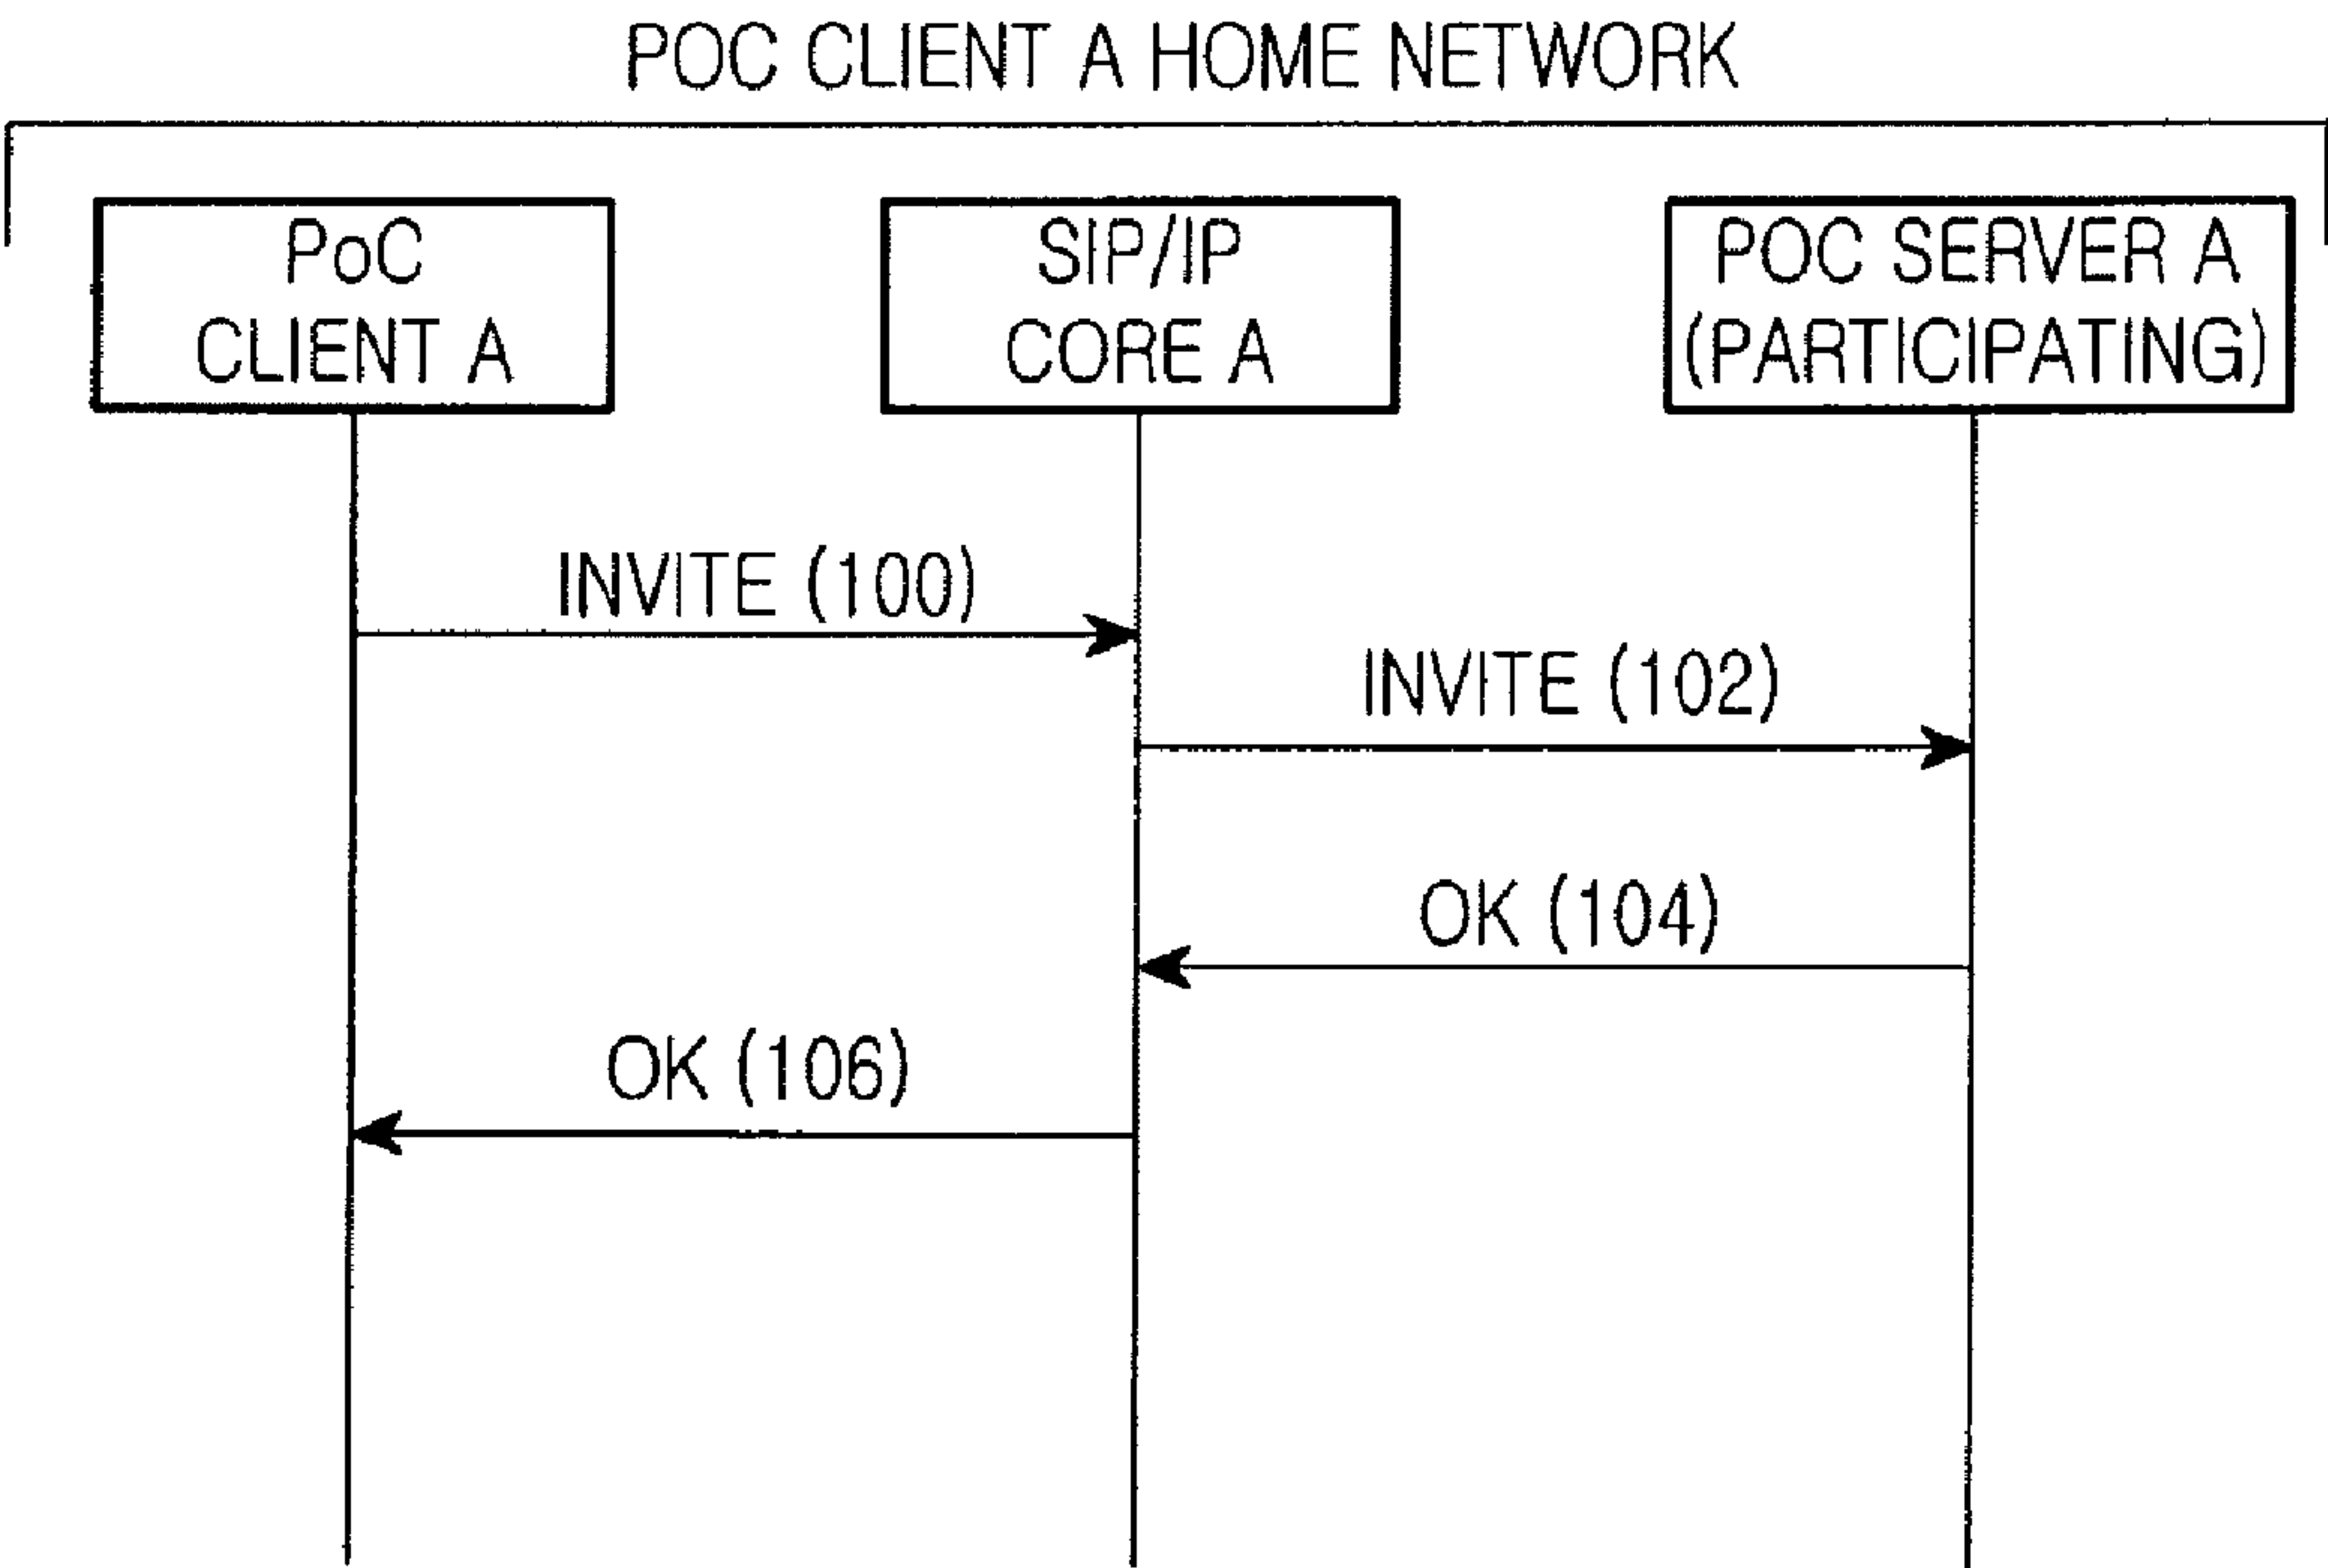 POC CLIENT A HOME NETWORK
PoC
CLIENT A
SIP/IP
CORE A
POC SERVER A
(PARTICIPATING)
INVITE (100)
INVITE (102)
OK (104)
OK (106)